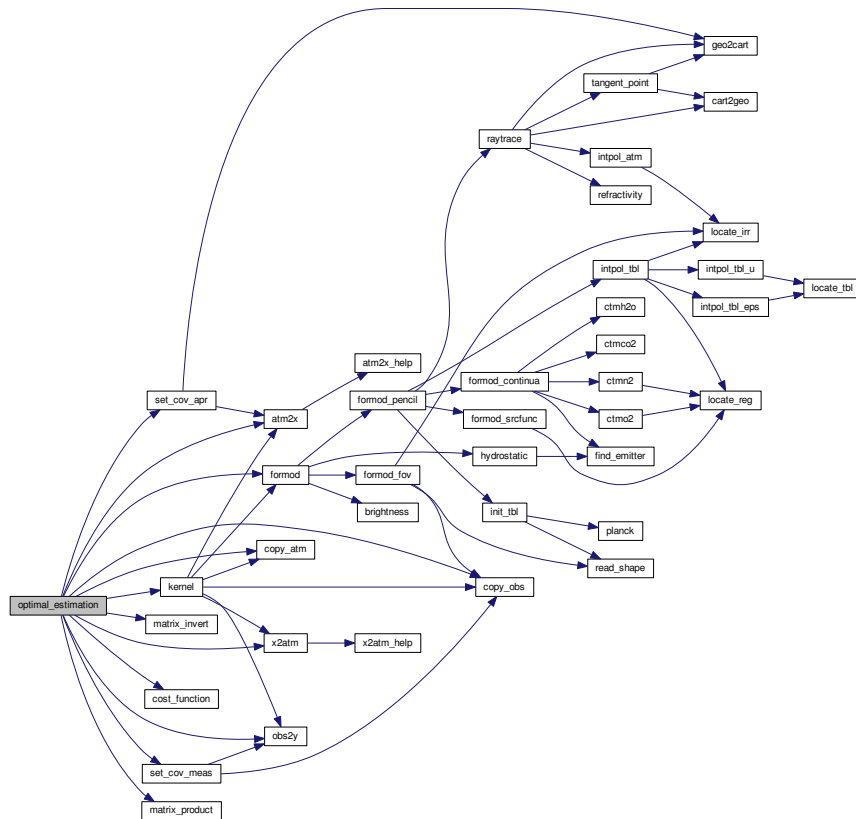 geo2cart
tangent_point
cart2geo
raytrace
intpol_atm
refractivity
locate_irr
intpol_tbl
intpol_tbl_u
locate_tbl
intpol_tbl_eps
ctmh2o
ctmco2
atm2x_help
formod_continua
ctmn2
set_cov_apr
formod_pencil
locate_reg
atm2x
formod_srcfunc
ctmo2
hydrostatic
find_emitter
formod
formod_fov
brightness
init_tbl
planck
copy_atm
read_shape
kernel
copy_obs
optimal_estimation
matrix_invert
x2atm
x2atm_help
cost_function
obs2y
set_cov_meas
matrix_product